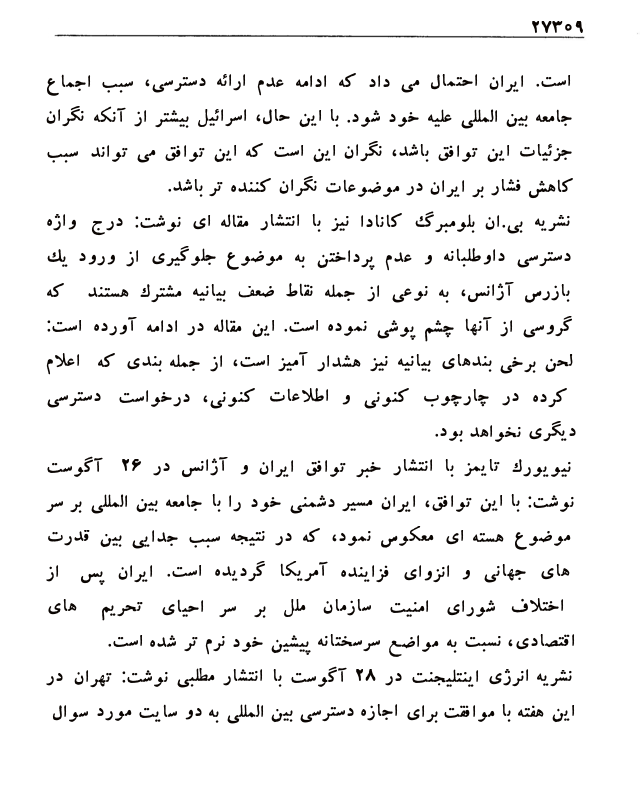 ۲۷۳۰۹
است. ایران احتمال می داد که ادامه عدم ارائه دسترسی، سبب اجماع
جامعه بین المللی علیه خود شود. با این حال، اسرائیل بیشتر از آنکه نگران
جزئیات این توافق باشد، نگران این است که این توافق می تواند سبب
کاهش فشار بر ایران در موضوعات نگران کننده تر باشد.
نشریه بی.ان بلومبرگ کانادا نیز با انتشار مقاله ای نوشت: درج واژه
دسترسی داوطلبانه و عدم پرداختن به موضوع جلوگیری از ورود یك
بازرس آژانس، به نوعی از جمله نقاط ضعف بیانیه مشترك هستند که
گروسی از آنها چشم پوشی نموده است. این مقاله در ادامه آورده است:
لحن برخی بندهای بیانیه نیز هشدار آمیز است، از جمله بندی که اعلام
کرده در چارچوب کنونی و اطلاعات کنونی، درخواست دسترسی
دیگری نخواهد بود.
نیویورك تایمز با انتشار خبر توافق ایران و آژانس در ۲۶ آگوست
نوشت: با این توافق، ایران مسیر دشمنی خود را با جامعه بین المللی بر سر
موضوع هسته ای معکوس نمود، که در نتیجه سبب جدایی بین قدرت
های جهانی و انزوای فزاینده آمریکا گردیده است. ایران پس از
اختلاف شورای امنیت سازمان ملل بر سر احیای تحریم های
اقتصادی، نسبت به مواضع سرسختانه پیشین خود نرم تر شده است.
نشریه انرژی اینتلیجنت در ۲۸ آگوست با انتشار مطلبی نوشت: تهران در
این هفته با موافقت برای اجازه دسترسی بین المللی به دو سایت مورد سوال